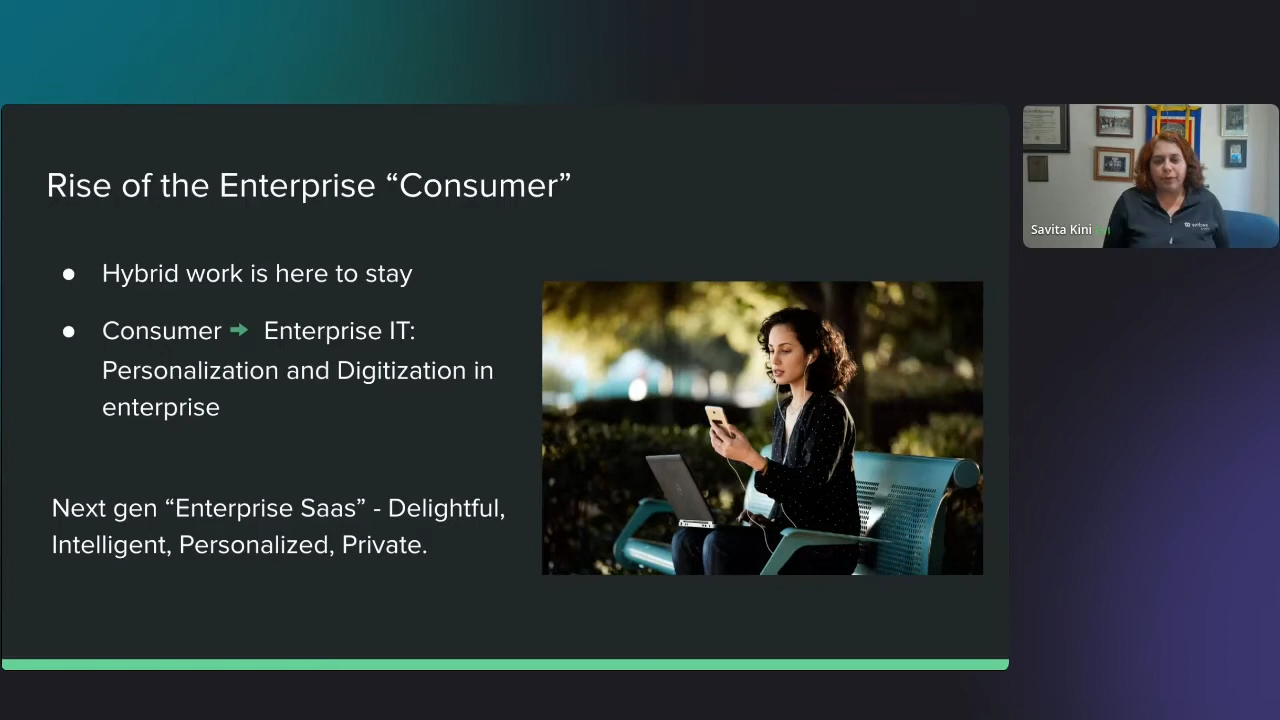 Rise of the Enterprise “Consumer”
● Hybrid work is here to stay
● Consumer → Enterprise IT:
Personalization and Digitization in
enterprise
Next gen “Enterprise Saas” - Delightful,
Intelligent, Personalized, Private.
Savita Kini